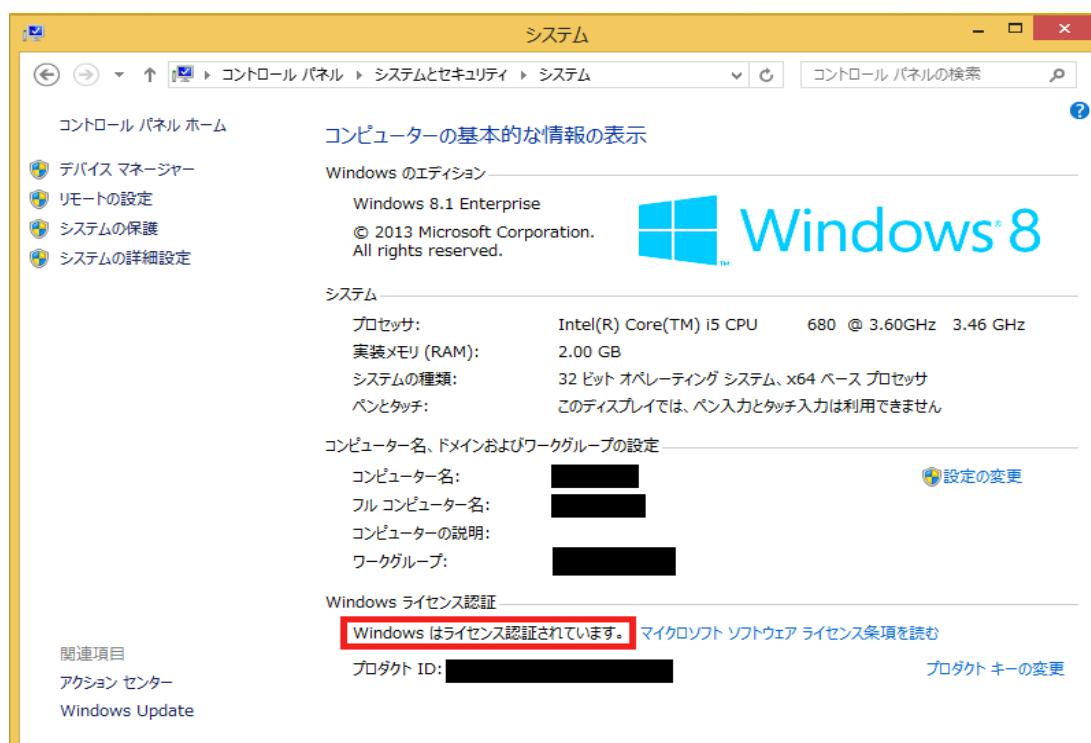 システム
コントロール パネル システムとセキュリティ システム
コントロール パネルの検索
コントロール パネル ホーム
デバイス マネージャー
リモートの設定
システムの保護
システムの詳細設定
コンピューターの基本的な情報の表示
Windows のエディション
Windows 8.1 Enterprise
© 2013 Microsoft Corporation.
All rights reserved.
Windows® 8
システム
プロセッサ: Intel(R) Core(TM) i5 CPU 680 @ 3.60GHz 3.46 GHz
実装メモリ (RAM): 2.00 GB
システムの種類: 32 ビット オペレーティング システム、x64 ベース プロセッサ
ペンとタッチ: このディスプレイでは、ペン入力とタッチ入力は利用できません
コンピューター名、ドメインおよびワークグループの設定
コンピューター名: 設定の変更
フル コンピューター名:
コンピューターの説明:
ワークグループ:
Windows ライセンス認証
Windows はライセンス認証されています。 マイクロソフト ソフトウェア ライセンス条項を読む
プロダクト ID: プロダクト キーの変更
関連項目
アクション センター
Windows Update